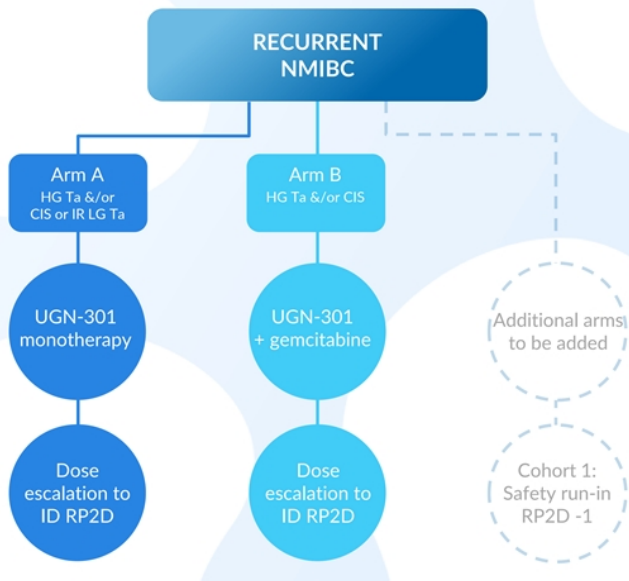 RECURRENT
NMIBC
Arm A
HG Ta &/or
CIS or IR LG Ta
UGN-301
monotherapy
Dose
escalation to
ID RP2D
Arm B
HG Ta &/or CIS
UGN-301
+ gemcitabine
Dose
escalation to
ID RP2D
Additional arms
to be added
Cohort 1:
Safety run-in
RP2D -1